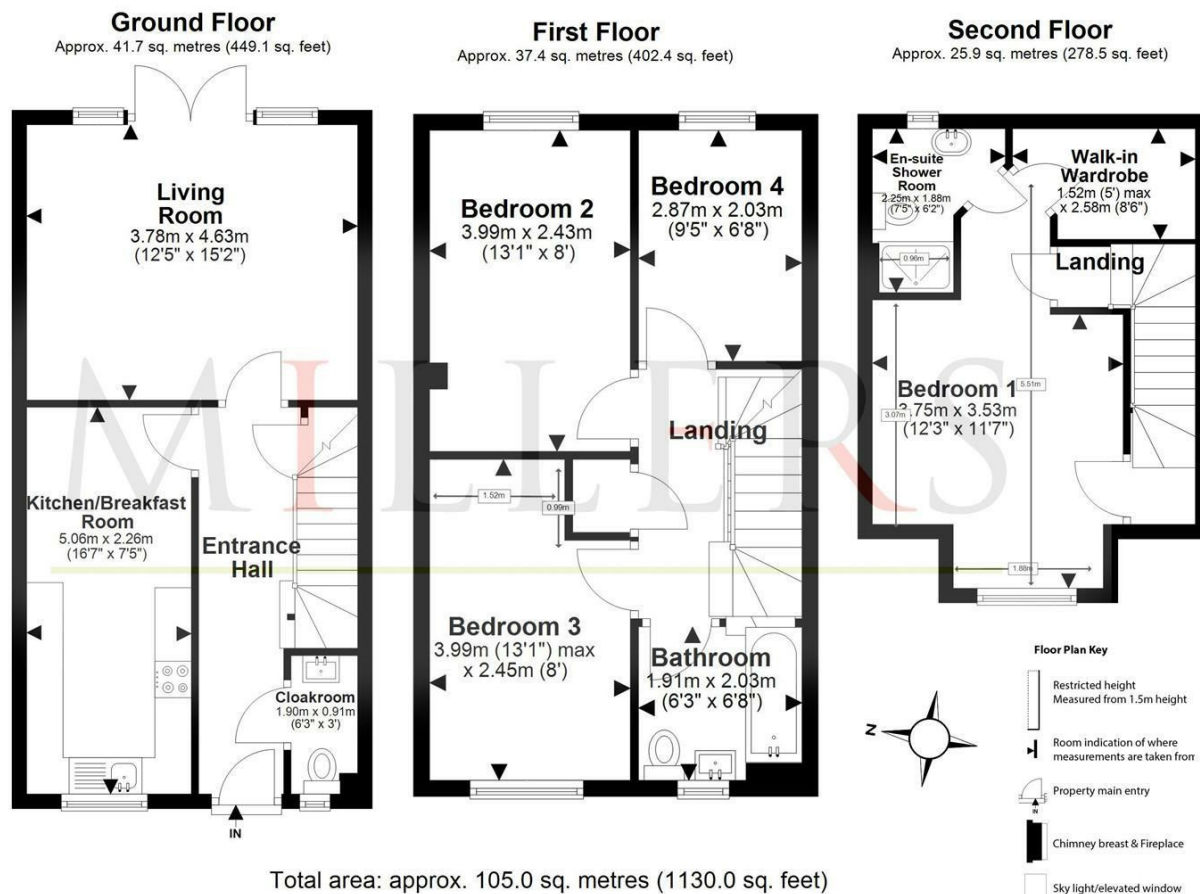 Ground Floor
Approx. 41.7 sq. metres (449.1 sq. feet)
Living
Room
3.78m x 4.63m
(12'5" x 15'2")
Kitchen/Breakfast
Room
5.06m x 2.26m
(16'7" x 7'5")
Entrance
Hall
Cloakroom
1.90m x 0.91m
(6'3" x 3')
IN
First Floor
Approx. 37.4 sq. metres (402.4 sq. feet)
Bedroom 2
3.99m x 2.43m
(13'1" x 8')
Bedroom 4
2.87m x 2.03m
(9'5" x 6'8")
Landing
1.52m
0.99m
Bedroom 3
3.99m (13'1") max
x 2.45m (8')
Bathroom
1.91m x 2.03m
(6'3" x 6'8")
Second Floor
Approx. 25.9 sq. metres (278.5 sq. feet)
En-suite
Shower
Room
2.25m x 1.88m
(7'5" x 6'2")
0.96m
Walk-in
Wardrobe
1.52m (5') max
x 2.58m (8'6")
Landing
Bedroom 1
3.75m x 3.53m
(12'3" x 11'7")
3.07m
5.51m
1.88m
MILLERS
N
Floor Plan Key
Restricted height
Measured from 1.5m height
Room indication of where
measurements are taken from
Property main entry
IN
Chimney breast & Fireplace
Sky light/elevated window
Total area: approx. 105.0 sq. metres (1130.0 sq. feet)